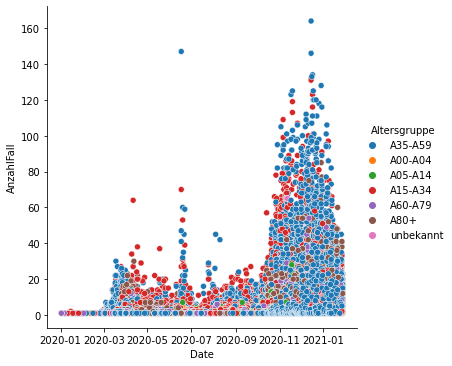 160
140
120
100
80
60
40
20
0
AnzahlFall
2020-01 2020-03 2020-05 2020-07 2020-09 2020-11 2021-01
Date
Altersgruppe
A35-A59
A00-A04
A05-A14
A15-A34
A60-A79
A80+
unbekannt